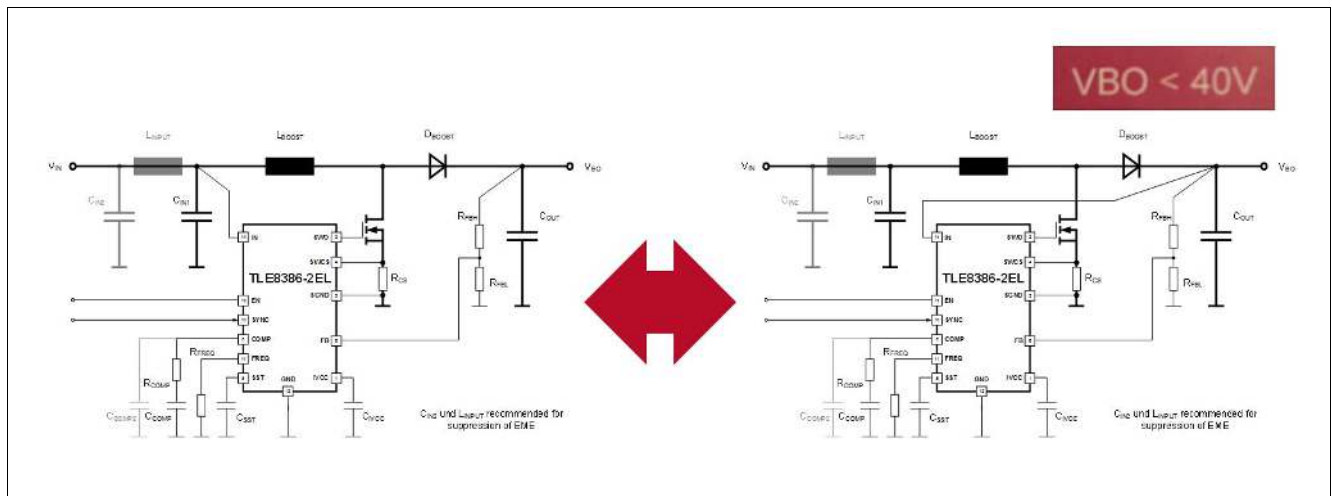 VBO < 40V
LINPUT
LBOOST
DBOOST
VIN
VBO
CIN2
CIN1
RFBH
COUT
IN
SWO
SWCS
TLE8386-2EL
RCS
SGND
RFBL
EN
SYNC
COMP
FB
RFREQ
FREQ
RCOMP
SST
GND
IVCC
CCOMP
CSST
CIVCC
CIN2 und LINPUT recommended for
suppression of EME
LINPUT
LBOOST
DBOOST
VIN
VBO
CIN2
CIN1
RFBH
COUT
IN
SWO
SWCS
TLE8386-2EL
RCS
SGND
RFBL
EN
SYNC
COMP
FB
RFREQ
FREQ
RCOMP
SST
GND
IVCC
CCOMP
CSST
CIVCC
CIN2 und LINPUT recommended for
suppression of EME